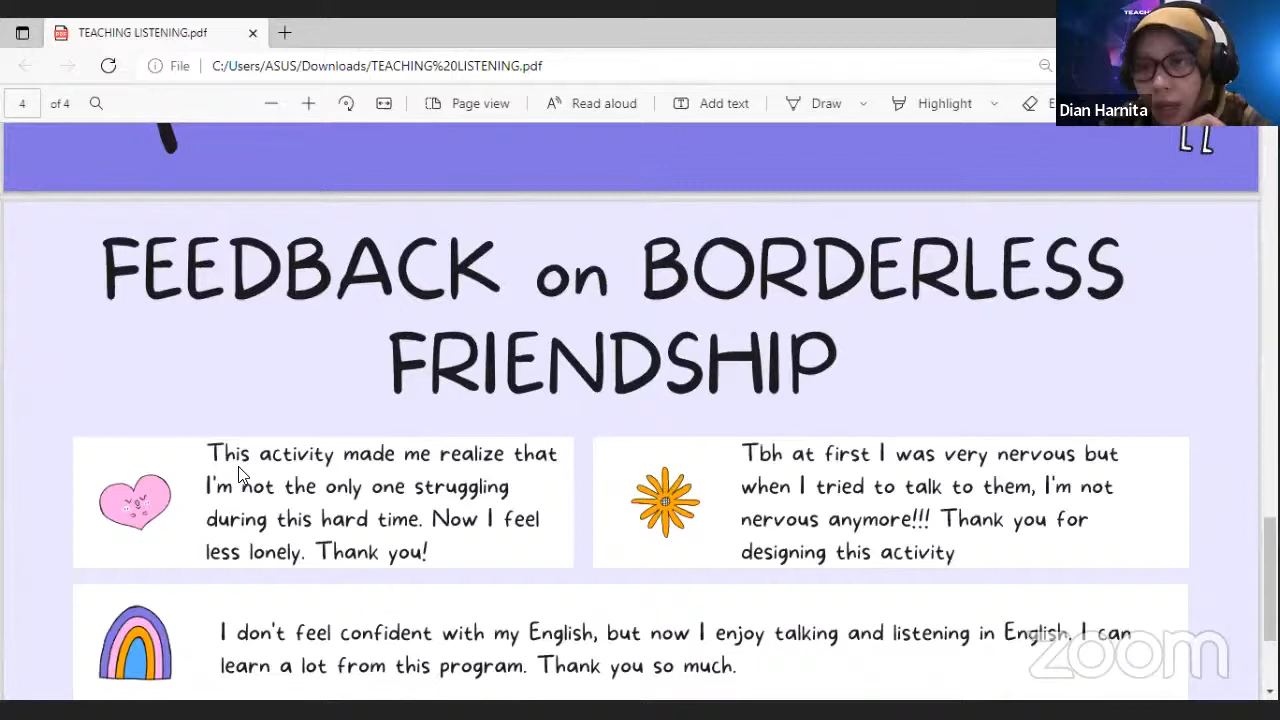 TEACHING LISTENING.pdf
File C:/Users/ASUS/Downloads/TEACHING%20LISTENING.pdf
4 of 4 Page view Read aloud Add text Draw Highlight
Dian Harnita
FEEDBACK on BORDERLESS
FRIENDSHIP
This activity made me realize that
I'm not the only one struggling
during this hard time. Now I feel
less lonely. Thank you!
Tbh at first I was very nervous but
when I tried to talk to them, I'm not
nervous anymore!!! Thank you for
designing this activity
I don't feel confident with my English, but now I enjoy talking and listening in English. I can
learn a lot from this program. Thank you so much.
zoom